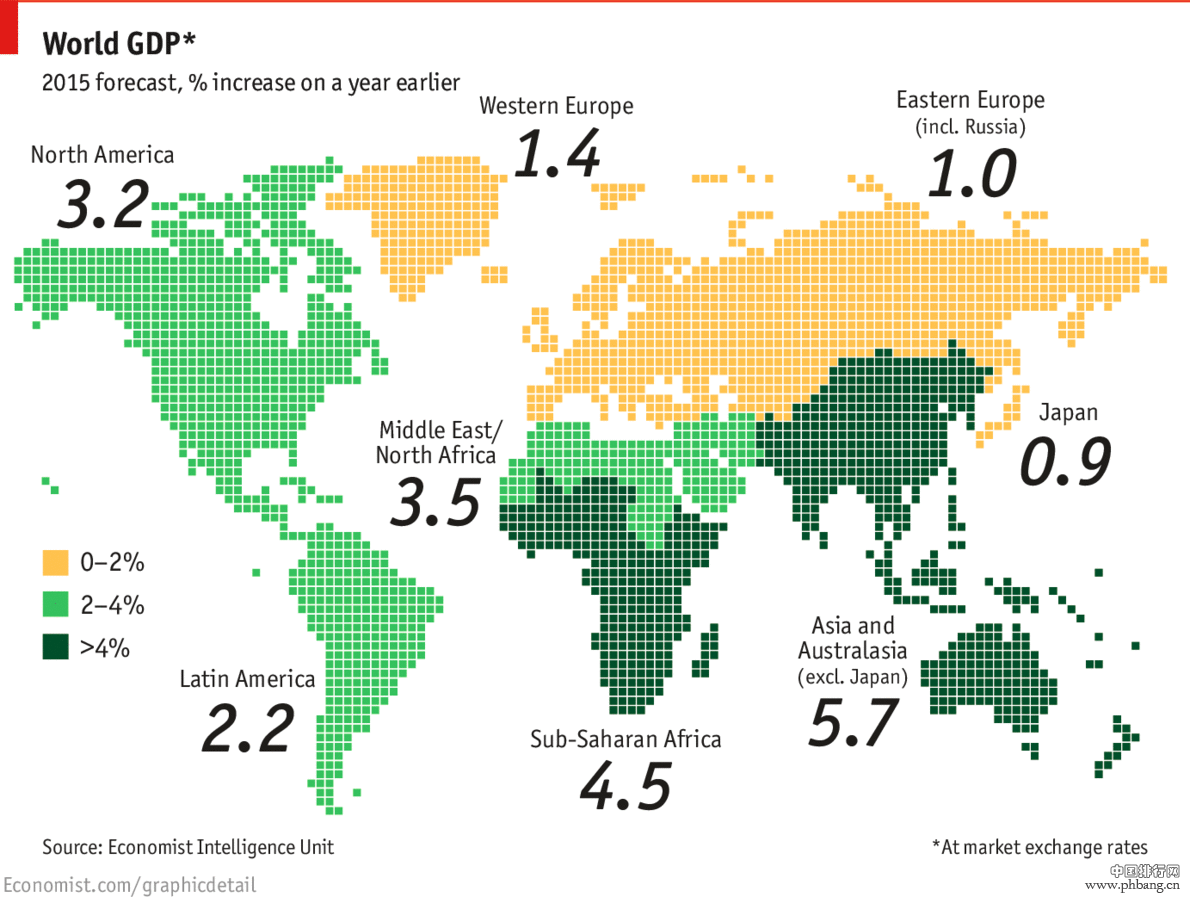 World GDP*
2015 forecast, % increase on a year earlier
Western Europe
1.4
Eastern Europe
(incl. Russia)
1.0
North America
3.2
Middle East/
North Africa
3.5
Japan
0.9
0–2%
2–4%
>4%
Latin America
2.2
Asia and
Australasia
(excl. Japan)
5.7
Sub-Saharan Africa
4.5
Source: Economist Intelligence Unit
*At market exchange rates
Economist.com/graphicdetail
中国排行网
www.phbang.cn